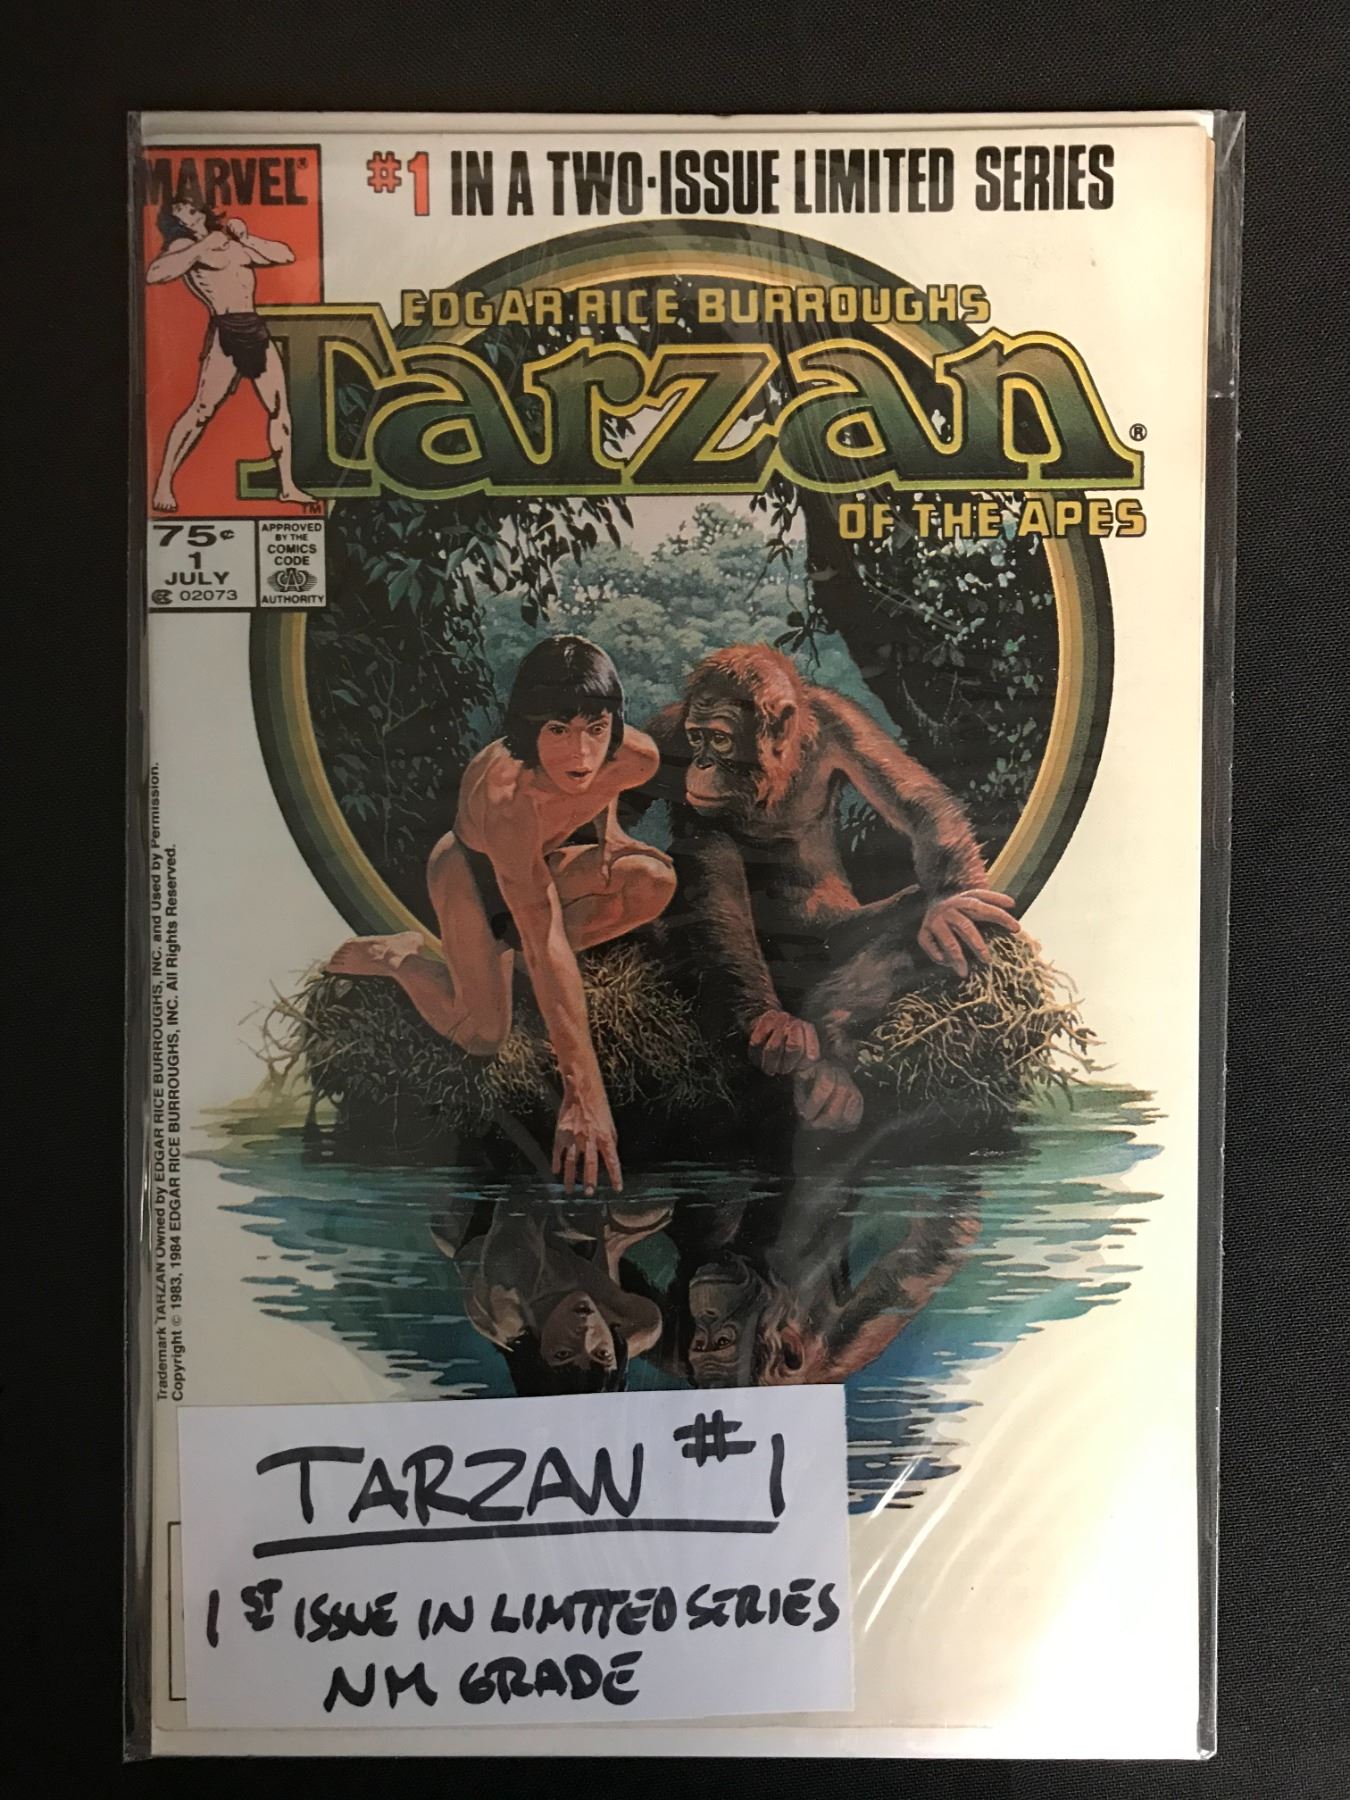 MARVEL®
#1 IN A TWO-ISSUE LIMITED SERIES
EDGAR RICE BURROUGHS
Tarzan®
OF THE APES
TM
75¢
1
JULY
02073
APPROVED
BY THE
COMICS
CODE
CA
AUTHORITY
Trademark TARZAN Owned by EDGAR RICE BURROUGHS, INC. and Used by Permission.
Copyright © 1983, 1984 EDGAR RICE BURROUGHS, INC. All Rights Reserved.
TARZAN #1
1ST ISSUE IN LIMITED SERIES
NM GRADE